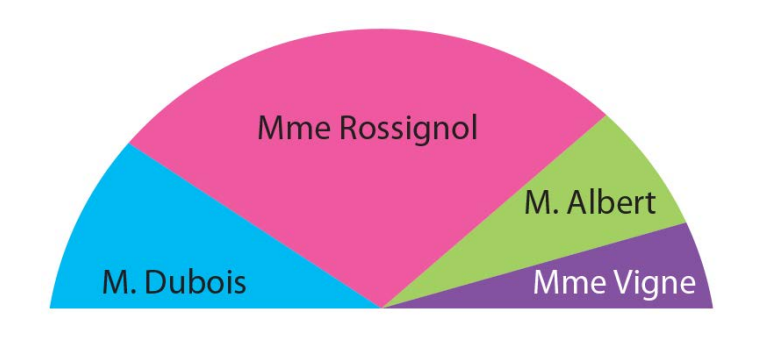 Mme Rossignol
M. Albert
M. Dubois
Mme Vigne